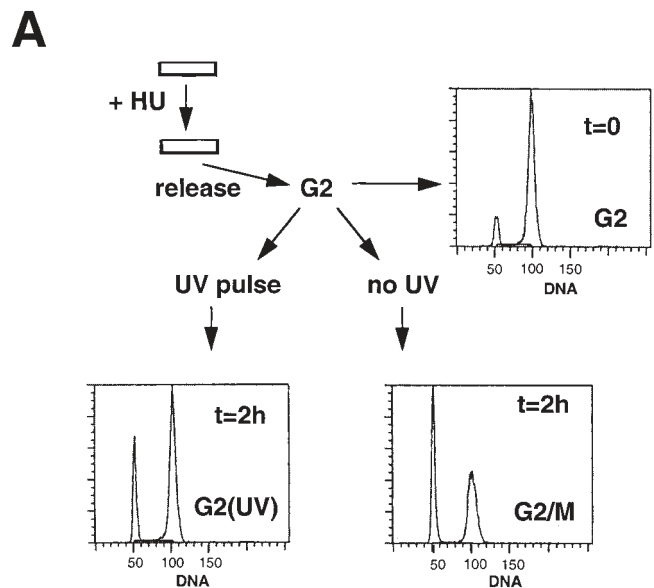 A
+ HU
release
G2
t=0
G2
50 100 150
DNA
UV pulse
no UV
t=2h
G2(UV)
50 100 150
DNA
t=2h
G2/M
50 100 150
DNA